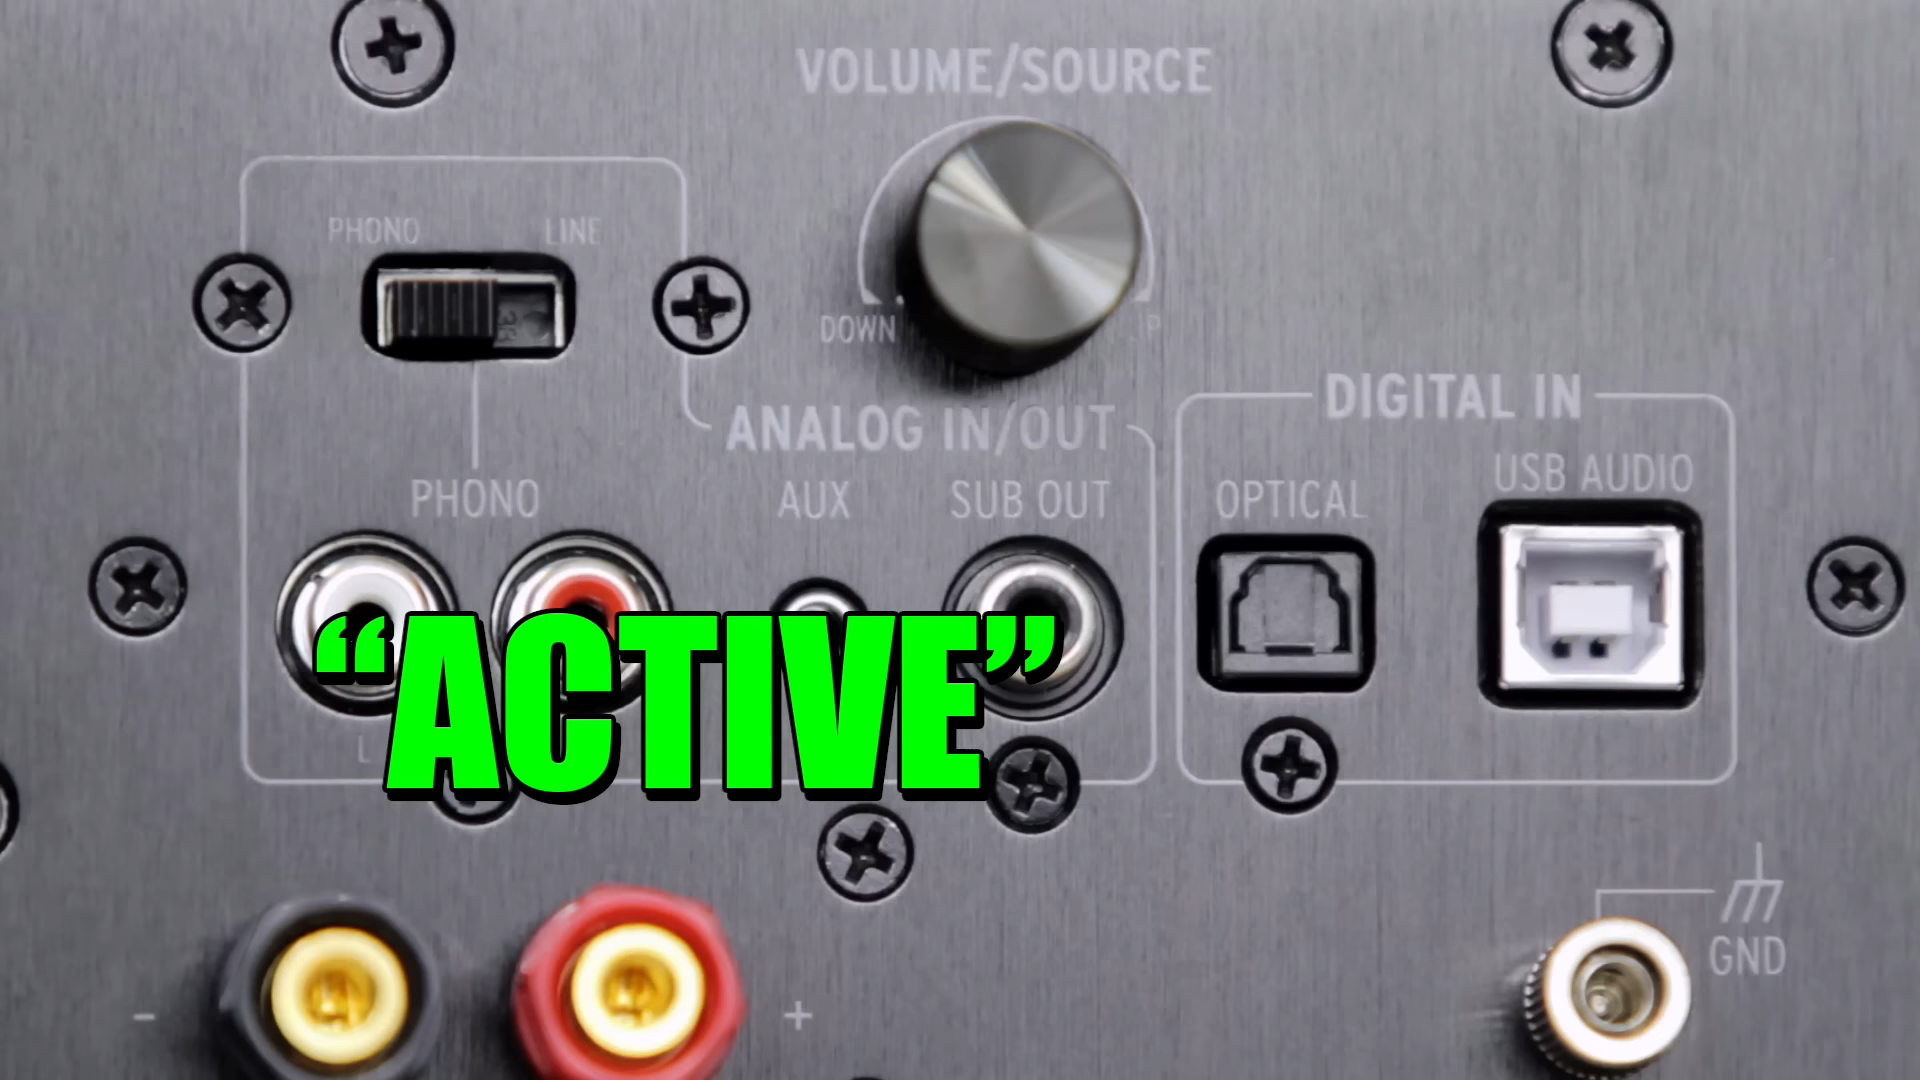 VOLUME/SOURCE
PHONO LINE
DOWN
ANALOG IN/OUT
DIGITAL IN
PHONO AUX SUB OUT
OPTICAL USB AUDIO
“ACTIVE”
L
GND
- +